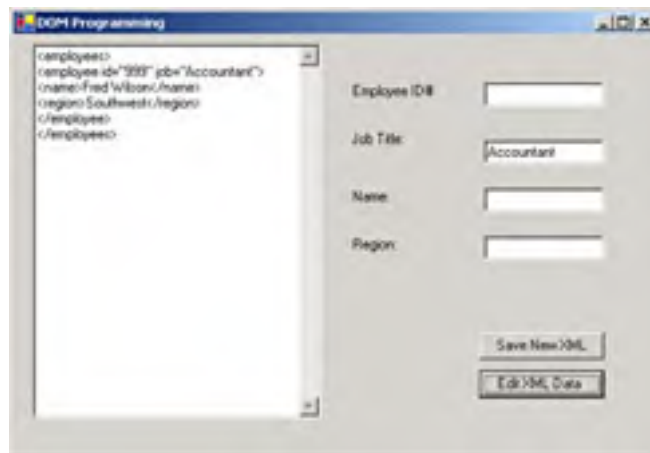 DOM Programming
<employees>
<employee id="999" job="Accountant">
<name>Fred Wilson</name>
<region>Southwest</region>
</employee>
</employees>
Employee ID#:
Job Title:
Accountant
Name:
Region:
Save New XML
Edit XML Data